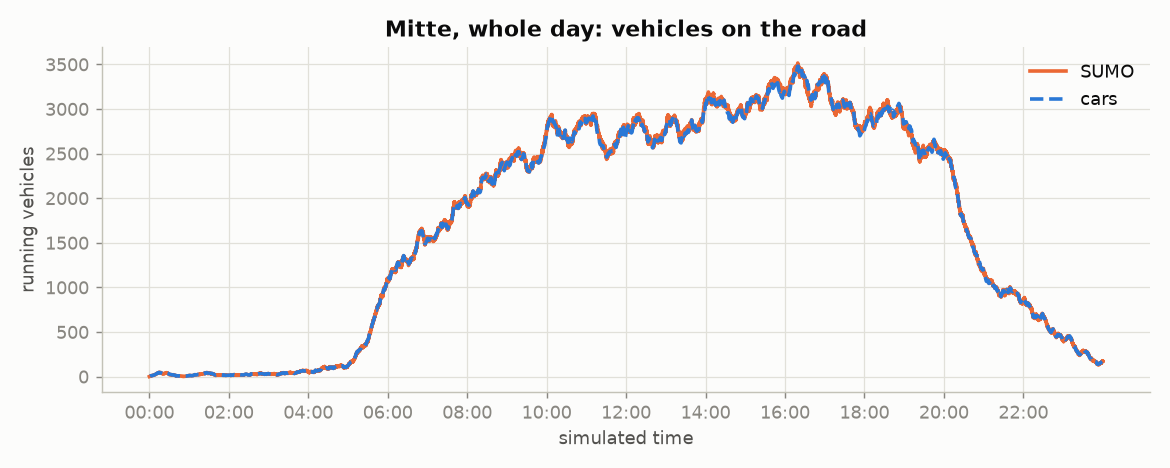 Mitte, whole day: vehicles on the road
SUMO
cars
running vehicles
3500
3000
2500
2000
1500
1000
500
0
00:00 02:00 04:00 06:00 08:00 10:00 12:00 14:00 16:00 18:00 20:00 22:00
simulated time